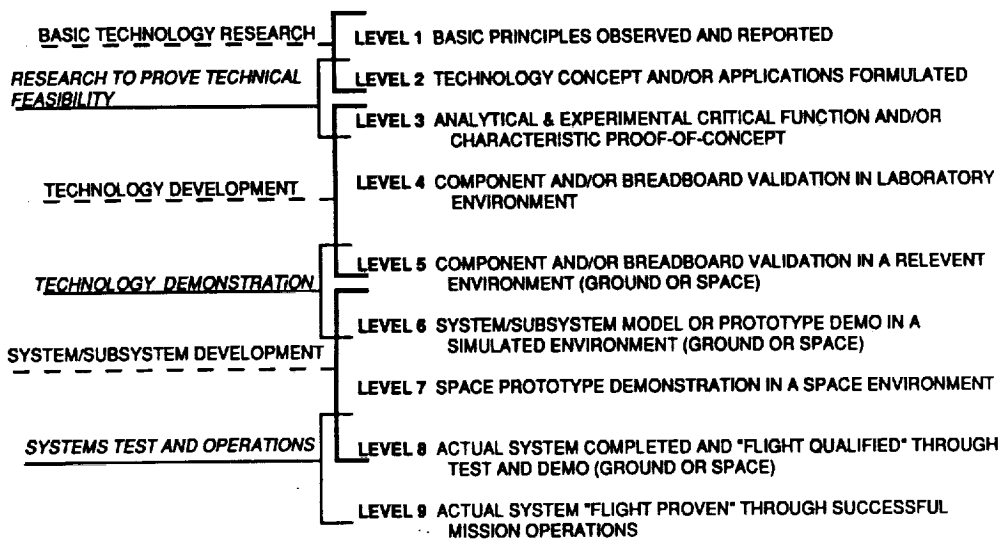 BASIC TECHNOLOGY RESEARCH
LEVEL 1 BASIC PRINCIPLES OBSERVED AND REPORTED
RESEARCH TO PROVE TECHNICAL
FEASIBILITY
LEVEL 2 TECHNOLOGY CONCEPT AND/OR APPLICATIONS FORMULATED
LEVEL 3 ANALYTICAL & EXPERIMENTAL CRITICAL FUNCTION AND/OR
CHARACTERISTIC PROOF-OF-CONCEPT
TECHNOLOGY DEVELOPMENT
LEVEL 4 COMPONENT AND/OR BREADBOARD VALIDATION IN LABORATORY
ENVIRONMENT
TECHNOLOGY DEMONSTRATION
LEVEL 5 COMPONENT AND/OR BREADBOARD VALIDATION IN A RELEVENT
ENVIRONMENT (GROUND OR SPACE)
LEVEL 6 SYSTEM/SUBSYSTEM MODEL OR PROTOTYPE DEMO IN A
SIMULATED ENVIRONMENT (GROUND OR SPACE)
SYSTEM/SUBSYSTEM DEVELOPMENT
LEVEL 7 SPACE PROTOTYPE DEMONSTRATION IN A SPACE ENVIRONMENT
SYSTEMS TEST AND OPERATIONS
LEVEL 8 ACTUAL SYSTEM COMPLETED AND "FLIGHT QUALIFIED" THROUGH
TEST AND DEMO (GROUND OR SPACE)
LEVEL 9 ACTUAL SYSTEM "FLIGHT PROVEN" THROUGH SUCCESSFUL
MISSION OPERATIONS